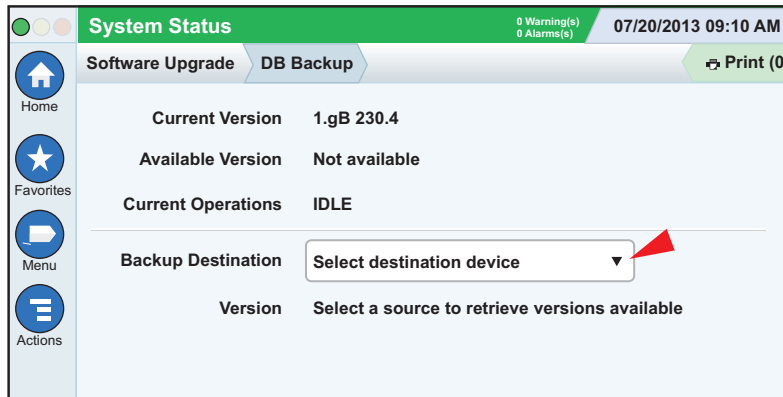 System Status
0 Warning(s)
0 Alarms(s)
07/20/2013 09:10 AM
Software Upgrade
DB Backup
Print (0
Home
Favorites
Menu
Actions
Current Version 1.gB 230.4
Available Version Not available
Current Operations IDLE
Backup Destination Select destination device
Version Select a source to retrieve versions available